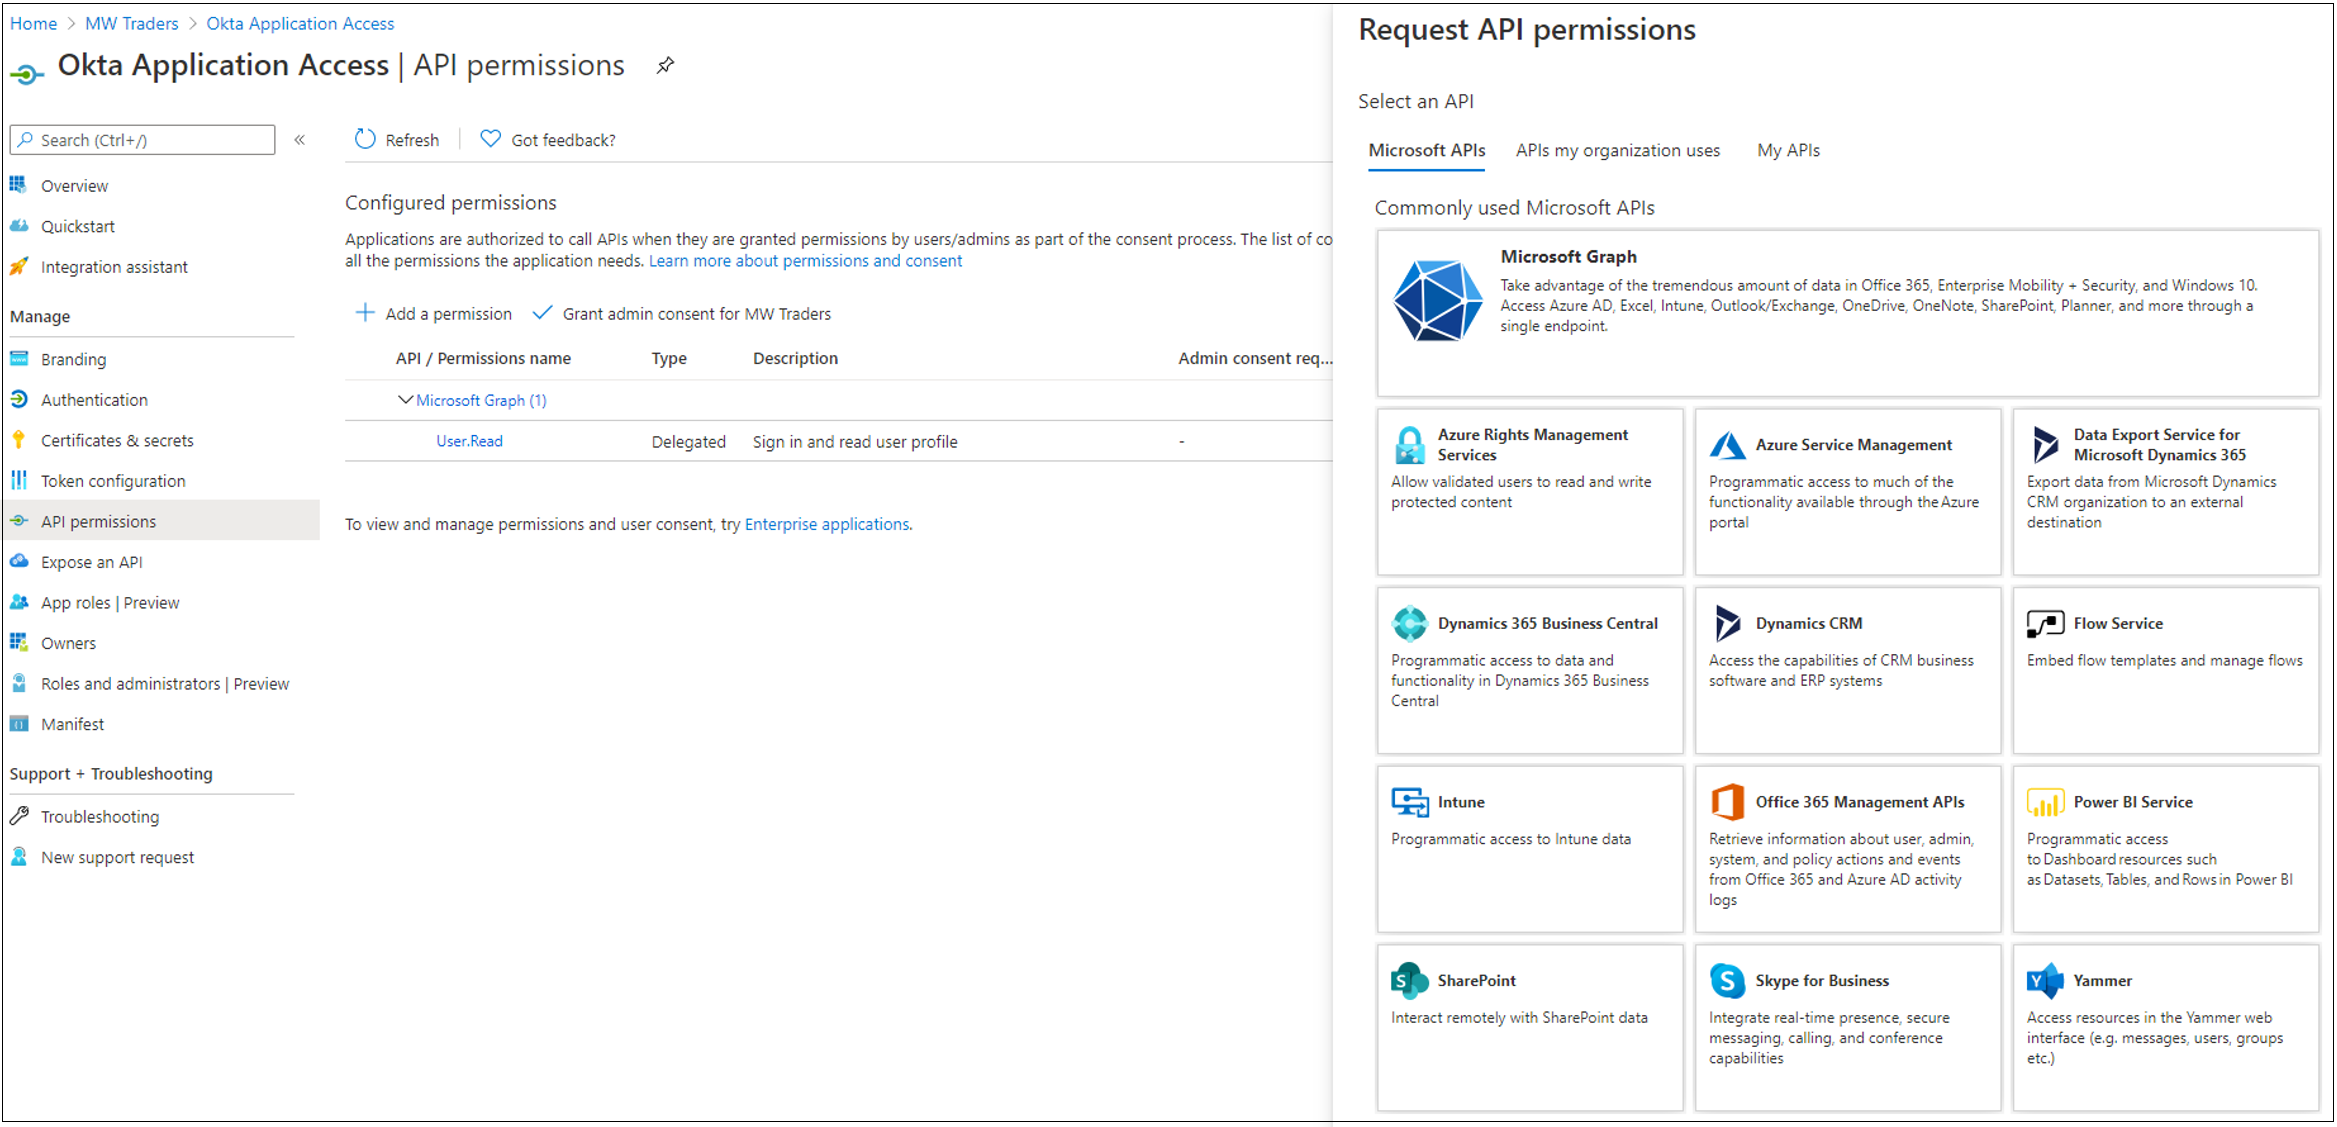 Home > MW Traders > Okta Application Access
Okta Application Access | API permissions
Search (Ctrl+/)
«
Overview
Quickstart
Integration assistant
Manage
Branding
Authentication
Certificates & secrets
Token configuration
API permissions
Expose an API
App roles | Preview
Owners
Roles and administrators | Preview
Manifest
Support + Troubleshooting
Troubleshooting
New support request
Refresh
Got feedback?
Configured permissions
Applications are authorized to call APIs when they are granted permissions by users/admins as part of the consent process. The list of co
all the permissions the application needs. Learn more about permissions and consent
Add a permission
Grant admin consent for MW Traders
API / Permissions name Type Description Admin consent req...
Microsoft Graph (1)
User.Read Delegated Sign in and read user profile -
To view and manage permissions and user consent, try Enterprise applications.
Request API permissions
Select an API
Microsoft APIs APIs my organization uses My APIs
Commonly used Microsoft APIs
Microsoft Graph
Take advantage of the tremendous amount of data in Office 365, Enterprise Mobility + Security, and Windows 10.
Access Azure AD, Excel, Intune, Outlook/Exchange, OneDrive, OneNote, SharePoint, Planner, and more through a
single endpoint.
Azure Rights Management
Services
Allow validated users to read and write
protected content
Azure Service Management
Programmatic access to much of the
functionality available through the Azure
portal
Data Export Service for
Microsoft Dynamics 365
Export data from Microsoft Dynamics
CRM organization to an external
destination
Dynamics 365 Business Central
Programmatic access to data and
functionality in Dynamics 365 Business
Central
Dynamics CRM
Access the capabilities of CRM business
software and ERP systems
Flow Service
Embed flow templates and manage flows
Intune
Programmatic access to Intune data
Office 365 Management APIs
Retrieve information about user, admin,
system, and policy actions and events
from Office 365 and Azure AD activity
logs
Power BI Service
Programmatic access
to Dashboard resources such
as Datasets, Tables, and Rows in Power BI
SharePoint
Interact remotely with SharePoint data
Skype for Business
Integrate real-time presence, secure
messaging, calling, and conference
capabilities
Yammer
Access resources in the Yammer web
interface (e.g. messages, users, groups
etc.)